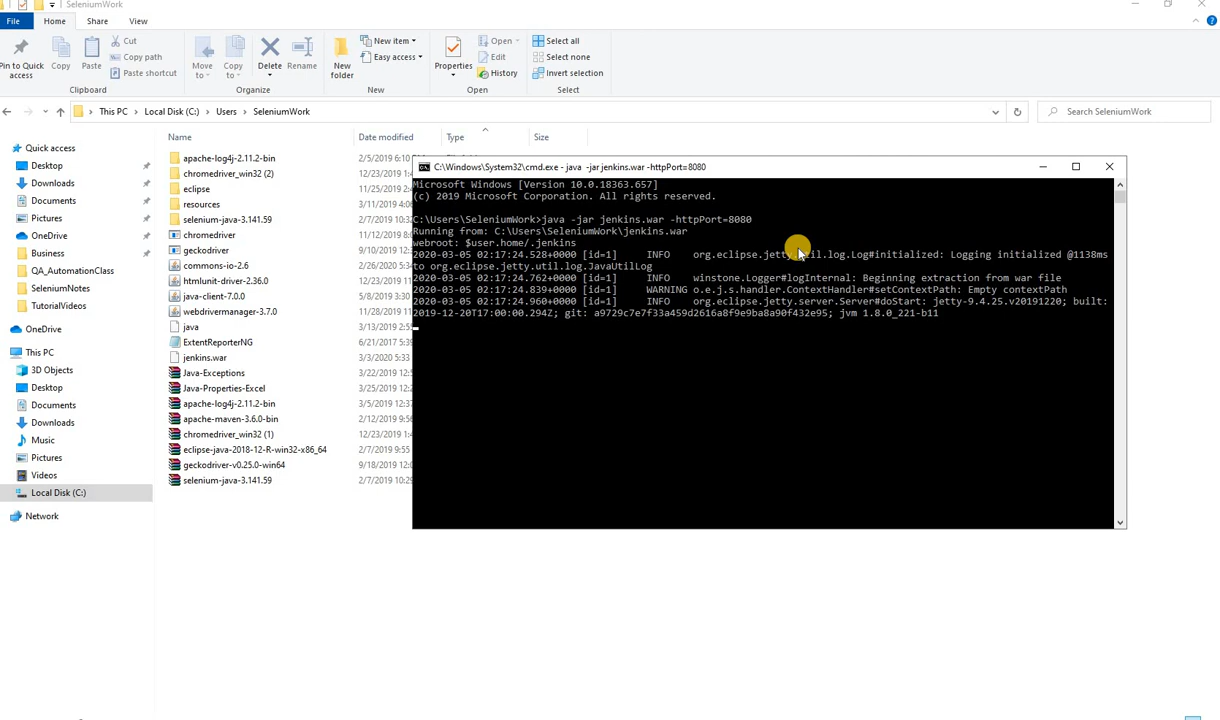 SeleniumWork
File
Home
Share
View
Pin to Quick access
Copy
Paste
Cut
Copy path
Paste shortcut
Clipboard
Move to
Copy to
Delete
Rename
Organize
New folder
New item
Easy access
New
Properties
Open
Edit
History
Open
Select all
Select none
Invert selection
Select
This PC > Local Disk (C:) > Users > SeleniumWork
Search SeleniumWork
Name
Date modified
Type
Size
Quick access
Desktop
Downloads
Documents
Pictures
OneDrive
Business
QA_AutomationClass
SeleniumNotes
TutorialVideos
OneDrive
This PC
3D Objects
Desktop
Documents
Downloads
Music
Pictures
Videos
Local Disk (C:)
Network
apache-log4j-2.11.2-bin 2/5/2019 6:10
chromedriver_win32 (2) 12/23/2019 1:4
eclipse 11/25/2019 2:
resources 3/11/2019 4:0
selenium-java-3.141.59 2/7/2019 10:3
chromedriver 11/12/2019 8:
geckodriver 9/10/2019 12:
commons-io-2.6 2/26/2020 5:3
htmlunit-driver-2.36.0 12/23/2019 1:
java-client-7.0.0 5/8/2019 3:30
webdrivermanager-3.7.0 11/28/2019 11
java 3/13/2019 2:5
ExtentReporterNG 6/21/2017 5:3
jenkins.war 3/3/2020 5:33
Java-Exceptions 3/22/2019 12:
Java-Properties-Excel 3/25/2019 12:
apache-log4j-2.11.2-bin 3/5/2019 12:3
apache-maven-3.6.0-bin 2/12/2019 9:5
chromedriver_win32 (1) 12/23/2019 1:4
eclipse-java-2018-12-R-win32-x86_64 2/7/2019 9:55
geckodriver-v0.25.0-win64 9/18/2019 12:
selenium-java-3.141.59 2/7/2019 10:2
C:\Windows\System32\cmd.exe - java -jar jenkins.war -httpPort=8080
Microsoft Windows [Version 10.0.18363.657]
(c) 2019 Microsoft Corporation. All rights reserved.
C:\Users\SeleniumWork>java -jar jenkins.war -httpPort=8080
Running from: C:\Users\SeleniumWork\jenkins.war
webroot: $user.home/.jenkins
2020-03-05 02:17:24.528+0000 [id=1] INFO org.eclipse.jetty.util.log.Log#initialized: Logging initialized @1138ms
to org.eclipse.jetty.util.log.JavaUtilLog
2020-03-05 02:17:24.762+0000 [id=1] INFO winstone.Logger#logInternal: Beginning extraction from war file
2020-03-05 02:17:24.839+0000 [id=1] WARNING o.e.j.s.handler.ContextHandler#setContextPath: Empty contextPath
2020-03-05 02:17:24.960+0000 [id=1] INFO org.eclipse.jetty.server.Server#doStart: jetty-9.4.25.v20191220; built:
2019-12-20T17:00:00.294Z; git: a9729c7e7f33a459d2616a8f9e9ba8a90f432e95; jvm 1.8.0_221-b11